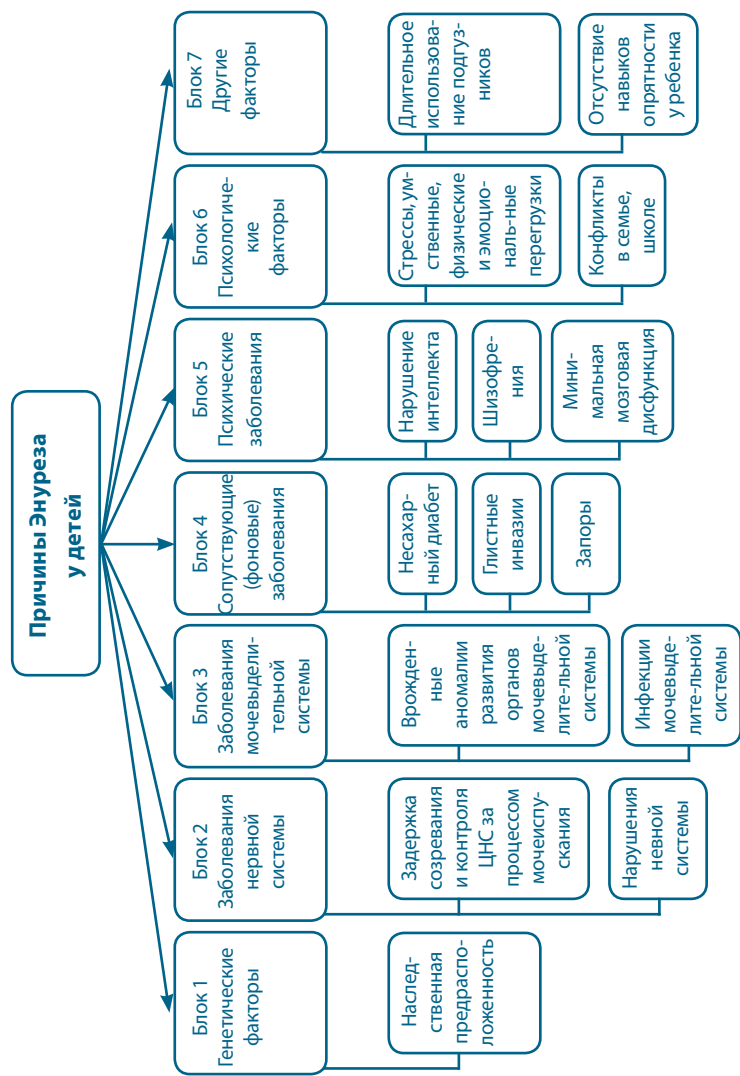 Причины Энуреза
у детей
Блок 1
Генетические
факторы
Наслед-
ственная
предраспо-
ложенность
Блок 2
Заболевания
нервной
системы
Задержка
созревания
и контроля
ЦНС за
процессом
мочеиспу-
скания
Нарушения
невной
системы
Блок 3
Заболевания
мочевыдели-
тельной
системы
Врожден-
ные
аномалии
развития
органов
мочевыде-
лите-льной
системы
Инфекции
мочевыде-
лите-льной
системы
Блок 4
Сопутствующие
(фоновые)
заболевания
Несахар-
ный диабет
Глистные
инвазии
Запоры
Блок 5
Психические
заболевания
Нарушение
интеллекта
Шизофре-
ния
Мини-
мальная
мозговая
дисфункция
Блок 6
Психологичес-
кие
факторы
Стрессы, ум-
ственные,
физические
и эмоцио-
наль-ные
перегрузки
Конфликты
в семье,
школе
Блок 7
Другие
факторы
Длительное
использова-
ние подгуз-
ников
Отсутствие
навыков
опрятности
у ребенка